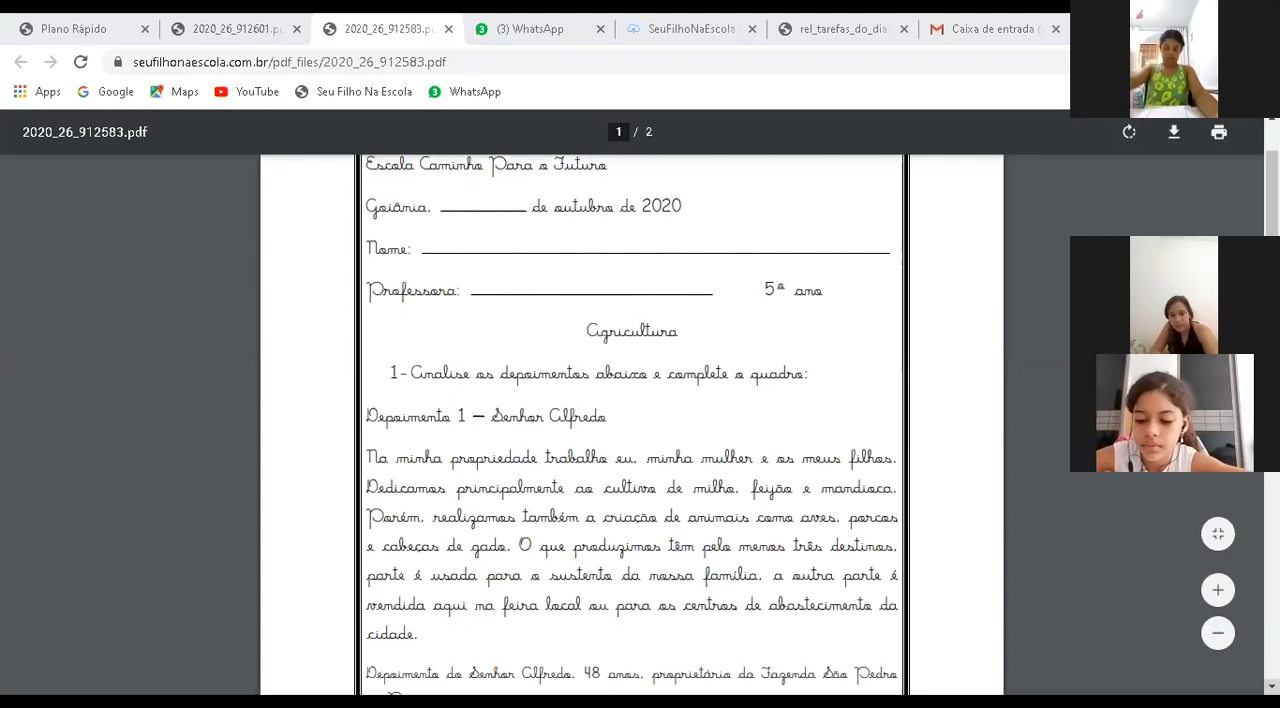 Plano Rápido
2020_26_912601.p
2020_26_912583.p
(3) WhatsApp
SeuFilhoNaEscola
rel_tarefas_do_dia.
Caixa de entrada (
seufilhonaescola.com.br/pdf_files/2020_26_912583.pdf
Apps
Google
Maps
YouTube
Seu Filho Na Escola
WhatsApp
2020_26_912583.pdf
1 / 2
Escola Caminho Para o Futuro
Goiânia, ________ de outubro de 2020
Nome: ________
Professora: ________ 5ª ano
Agricultura
1- Analise os depoimentos abaixo e complete o quadro:
Depoimento 1 – Senhor Alfredo
Na minha propriedade trabalho eu, minha mulher e os meus filhos.
Dedicamos principalmente ao cultivo de milho, feijão e mandioca.
Porém, realizamos também a criação de animais como aves, porcos
e cabeças de gado. O que produzimos têm pelo menos três destinos,
parte é usada para o sustento da nossa família, a outra parte é
vendida aqui na feira local ou para os centros de abastecimento da
cidade.
Depoimento do Senhor Alfredo, 48 anos, proprietário da Fazenda São Pedro